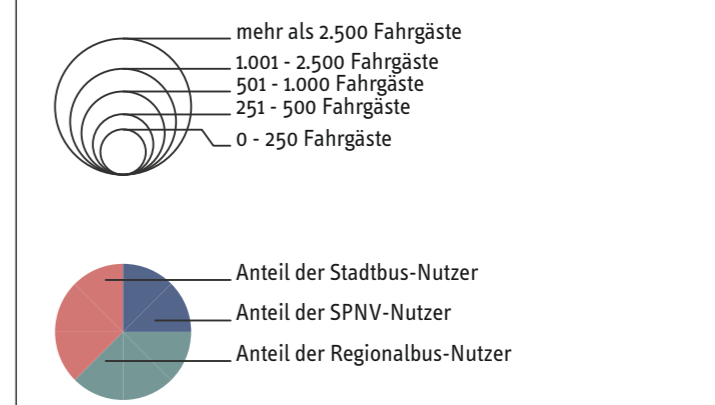 mehr als 2.500 Fahrgäste
1.001 - 2.500 Fahrgäste
501 - 1.000 Fahrgäste
251 - 500 Fahrgäste
0 - 250 Fahrgäste
Anteil der Stadtbus-Nutzer
Anteil der SPNV-Nutzer
Anteil der Regionalbus-Nutzer